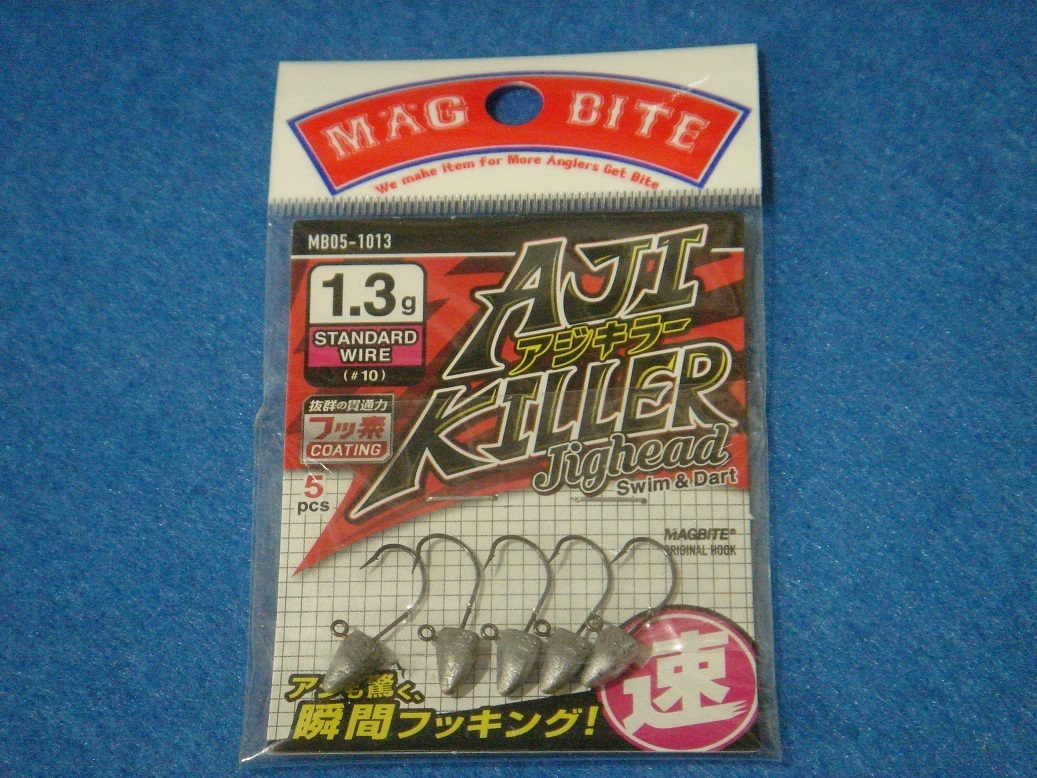 MAG BITE
We make item for More Anglers Get Bite
MB05-1013
1.3g
STANDARD
WIRE
(#10)
AJI
アジキラー
KILLER
Jighead
Swim & Dart
抜群の貫通力
フッ素
COATING
5
pcs
MAGBITE®
ORIGINAL HOOK
アジも驚く、
瞬間フッキング!
速